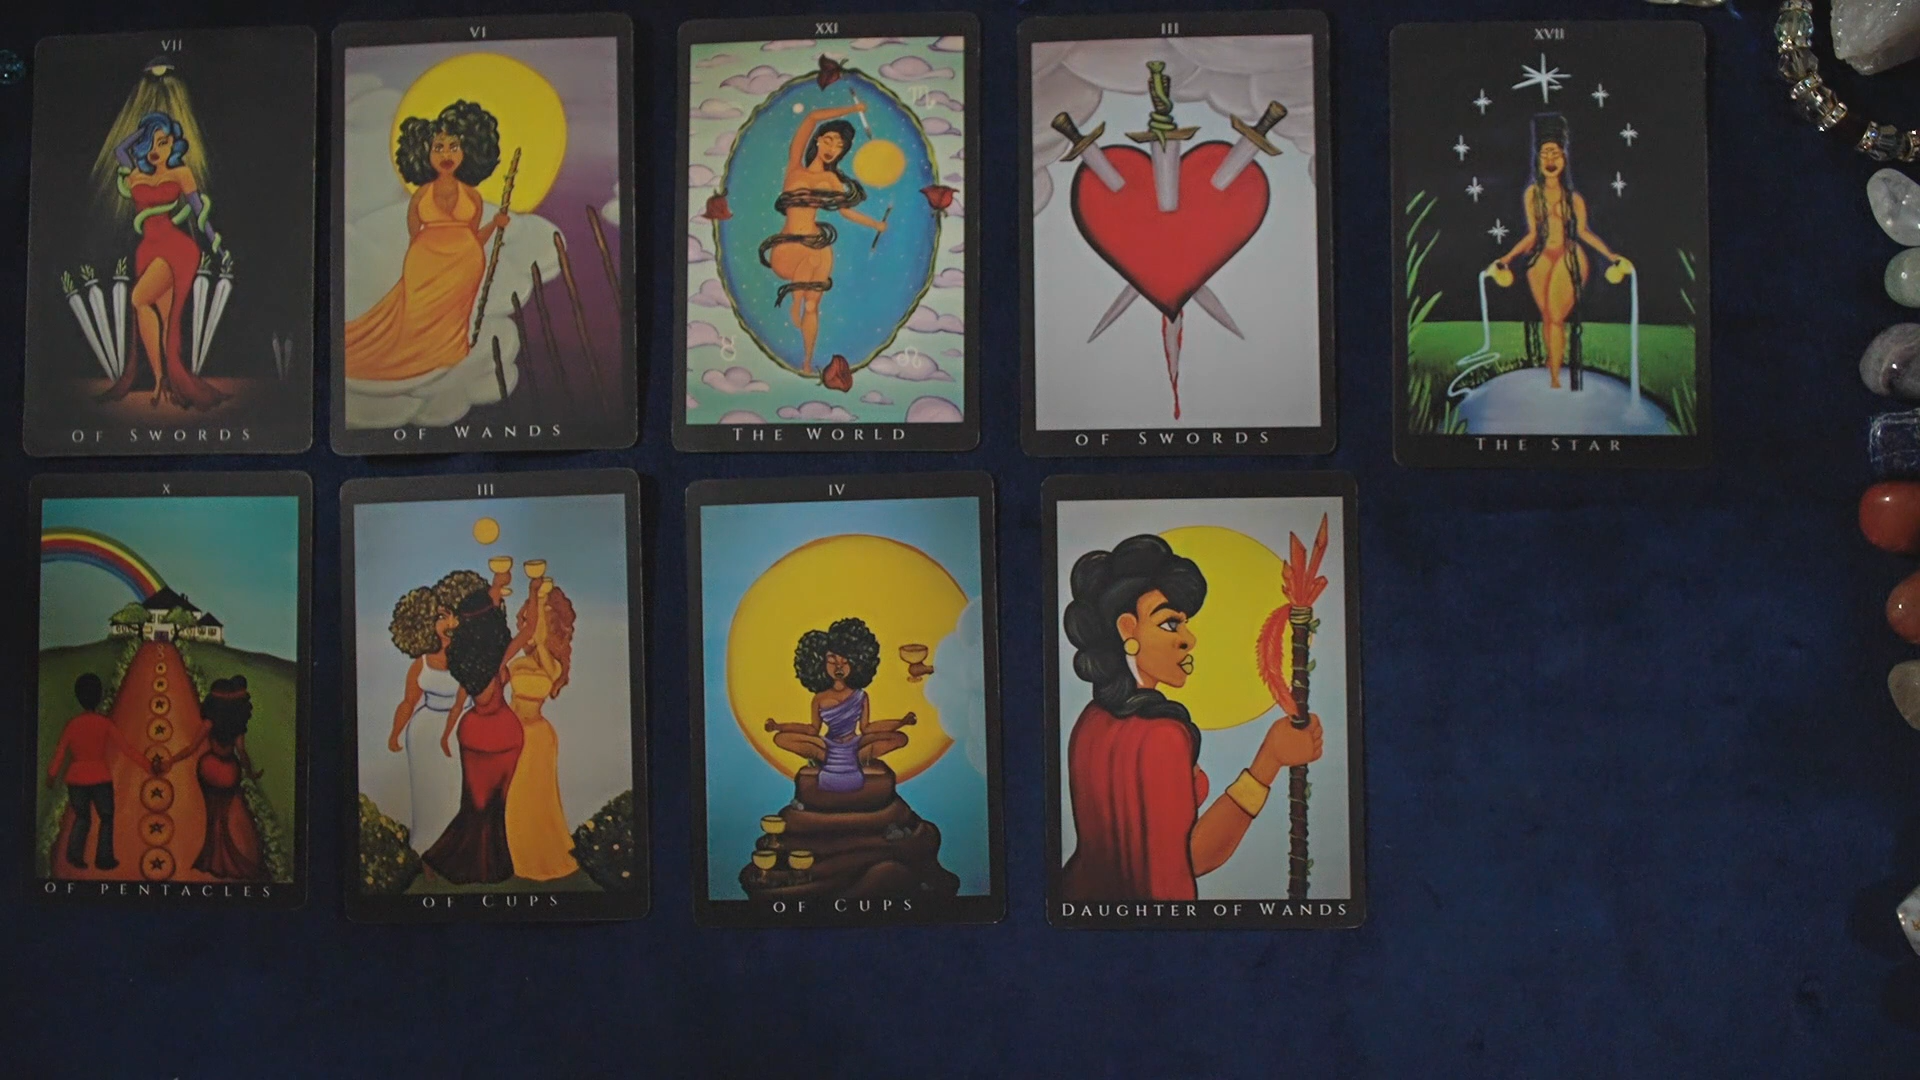 VII
OF SWORDS
VI
OF WANDS
XXI
THE WORLD
III
OF SWORDS
XVII
THE STAR
X
OF PENTACLES
III
OF CUPS
IV
OF CUPS
DAUGHTER OF WANDS